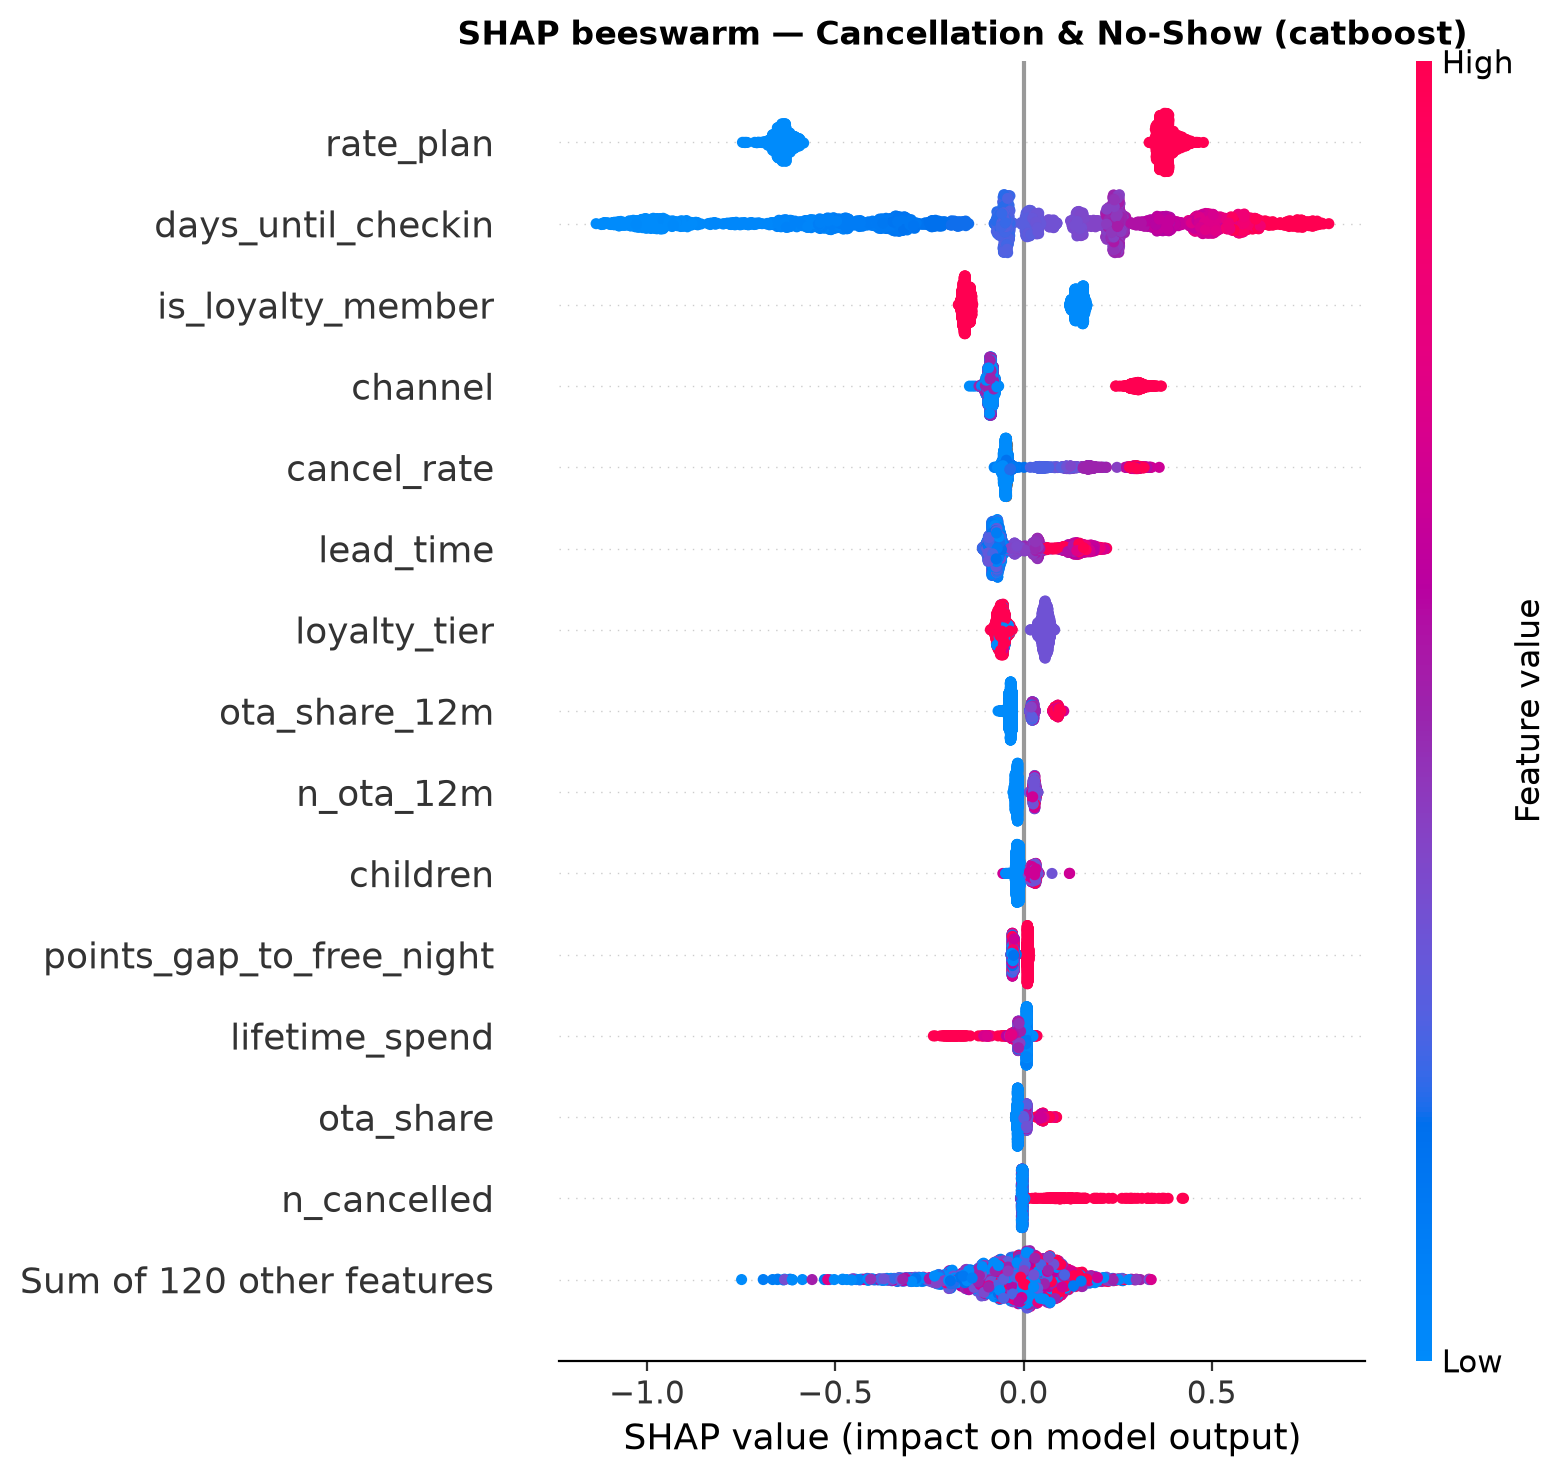 SHAP beeswarm — Cancellation & No-Show (catboost)
High
rate_plan
days_until_checkin
is_loyalty_member
channel
cancel_rate
lead_time
loyalty_tier
ota_share_12m
n_ota_12m
children
points_gap_to_free_night
lifetime_spend
ota_share
n_cancelled
Sum of 120 other features
Feature value
Low
−1.0 −0.5 0.0 0.5
SHAP value (impact on model output)